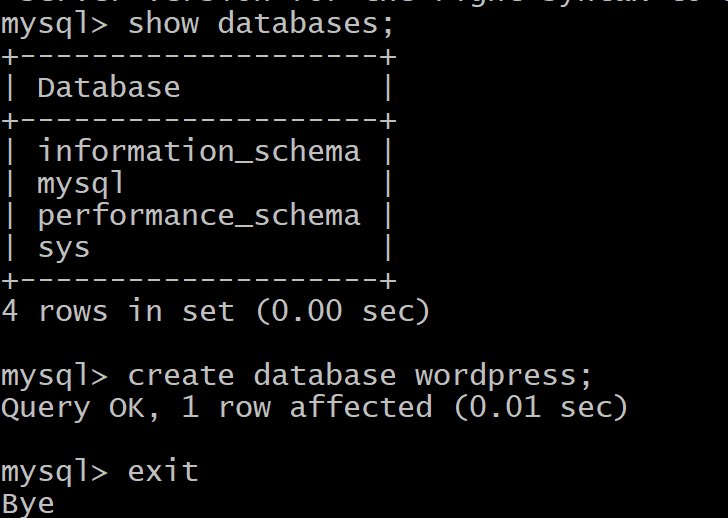 mysql> show databases;
+--------------------+
| Database           |
+--------------------+
| information_schema |
| mysql              |
| performance_schema |
| sys                |
+--------------------+
4 rows in set (0.00 sec)
mysql> create database wordpress;
Query OK, 1 row affected (0.01 sec)
mysql> exit
Bye